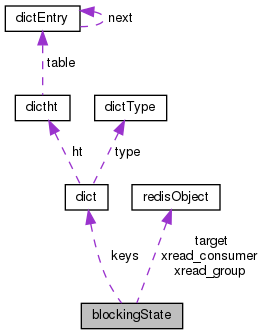 dictEntry
next
table
dictht
dictType
ht
type
dict
redisObject
keys
target
xread_consumer
xread_group
blockingState